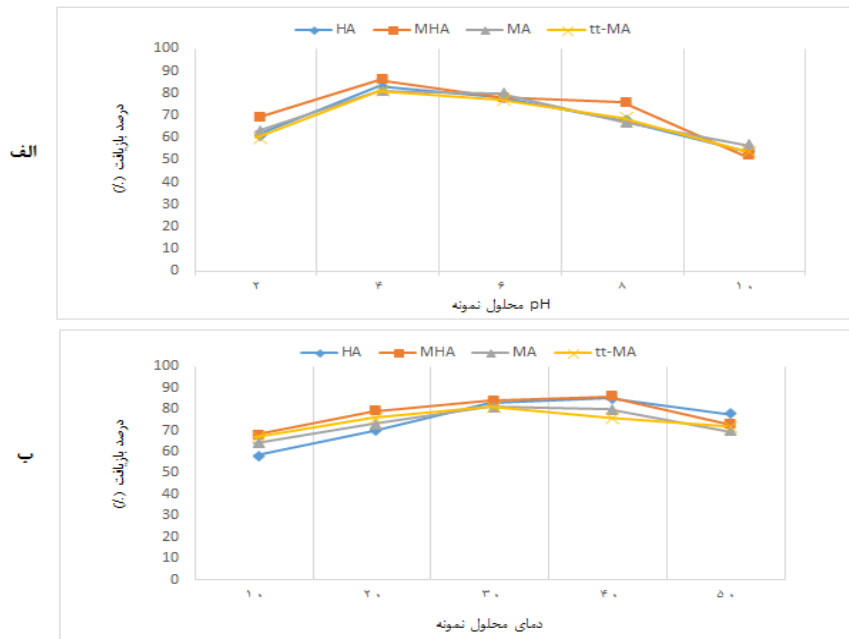 HA MHA MA tt-MA
100
90
80
70
60
50
40
30
20
10
0
درصد بازیافت (٪)
الف
۲ ۴ ۶ ۸ ۱۰
pH محلول نمونه
HA MHA MA tt-MA
100
90
80
70
60
50
40
30
20
10
0
درصد بازیافت (٪)
ب
۱۰ ۲۰ ۳۰ ۴۰ ۵۰
دمای محلول نمونه